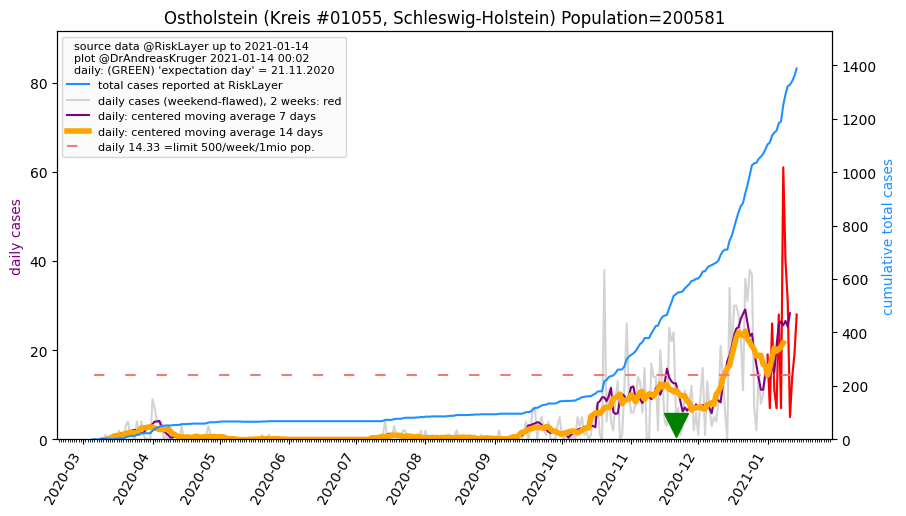 Ostholstein (Kreis #01055, Schleswig-Holstein) Population=200581
source data @RiskLayer up to 2021-01-14
plot @DrAndreasKruger 2021-01-14 00:02
daily: (GREEN) 'expectation day' = 21.11.2020
total cases reported at RiskLayer
daily cases (weekend-flawed), 2 weeks: red
daily: centered moving average 7 days
daily: centered moving average 14 days
daily 14.33 =limit 500/week/1mio pop.
daily cases
80
60
40
20
0
cumulative total cases
1400
1200
1000
800
600
400
200
0
2020-03
2020-04
2020-05
2020-06
2020-07
2020-08
2020-09
2020-10
2020-11
2020-12
2021-01